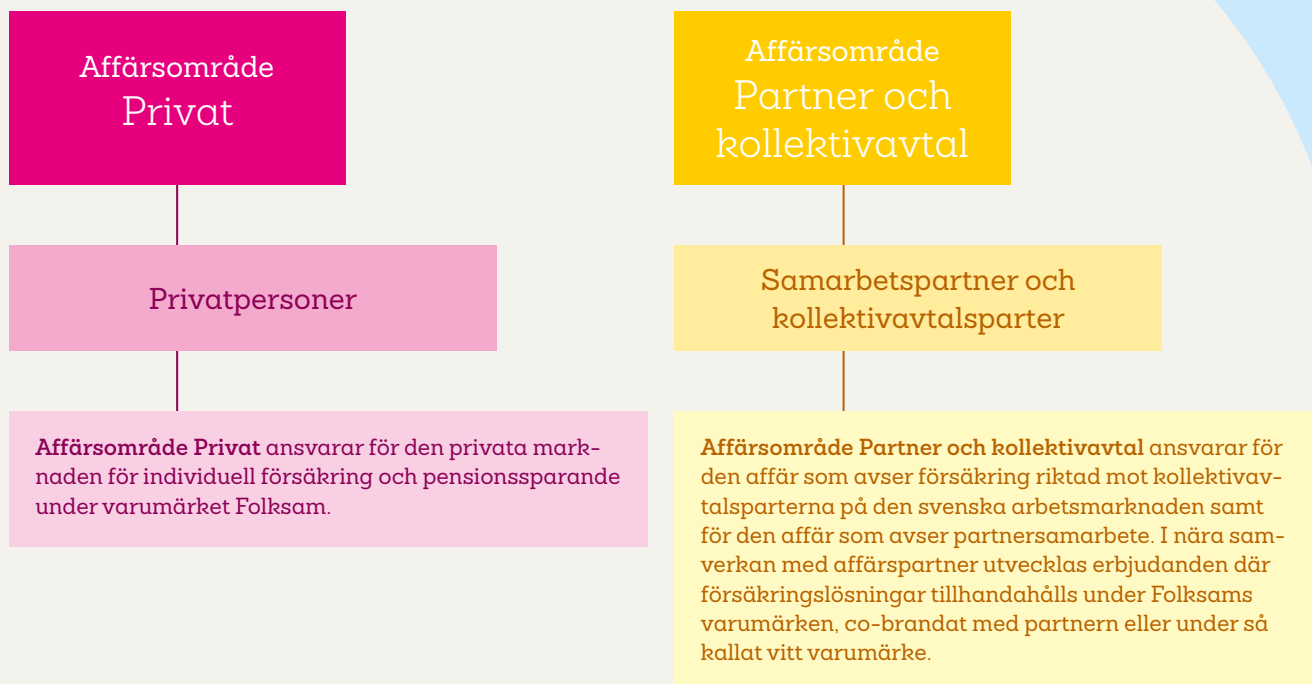 Affärsområde
Privat
Privatpersoner
Affärsområde Privat ansvarar för den privata mark-
naden för individuell försäkring och pensionssparande
under varumärket Folksam.
Affärsområde
Partner och
kollektivavtal
Samarbetspartner och
kollektivavtalsparter
Affärsområde Partner och kollektivavtal ansvarar för
den affär som avser försäkring riktad mot kollektivav-
talsparterna på den svenska arbetsmarknaden samt
för den affär som avser partnersamarbete. I nära sam-
verkan med affärspartner utvecklas erbjudanden där
försäkringslösningar tillhandahålls under Folksams
varumärken, co-brandat med partnern eller under så
kallat vitt varumärke.